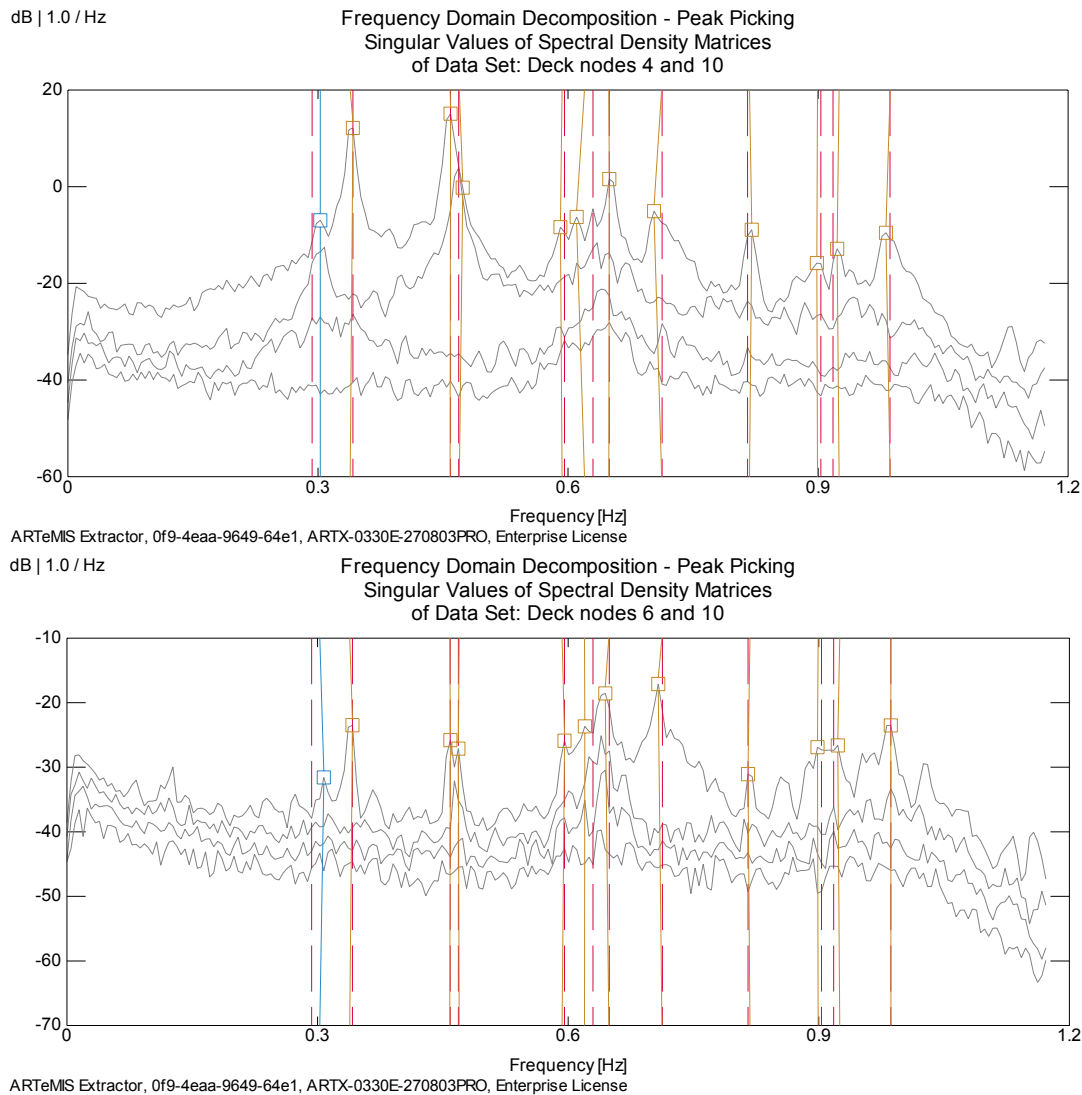 dB | 1.0 / Hz
Frequency Domain Decomposition - Peak Picking
Singular Values of Spectral Density Matrices
of Data Set: Deck nodes 4 and 10
20
0
-20
-40
-60
0
0.3
0.6
0.9
1.2
Frequency [Hz]
ARTeMIS Extractor, 0f9-4eaa-9649-64e1, ARTX-0330E-270803PRO, Enterprise License
dB | 1.0 / Hz
Frequency Domain Decomposition - Peak Picking
Singular Values of Spectral Density Matrices
of Data Set: Deck nodes 6 and 10
-10
-20
-30
-40
-50
-60
-70
0
0.3
0.6
0.9
1.2
Frequency [Hz]
ARTeMIS Extractor, 0f9-4eaa-9649-64e1, ARTX-0330E-270803PRO, Enterprise License